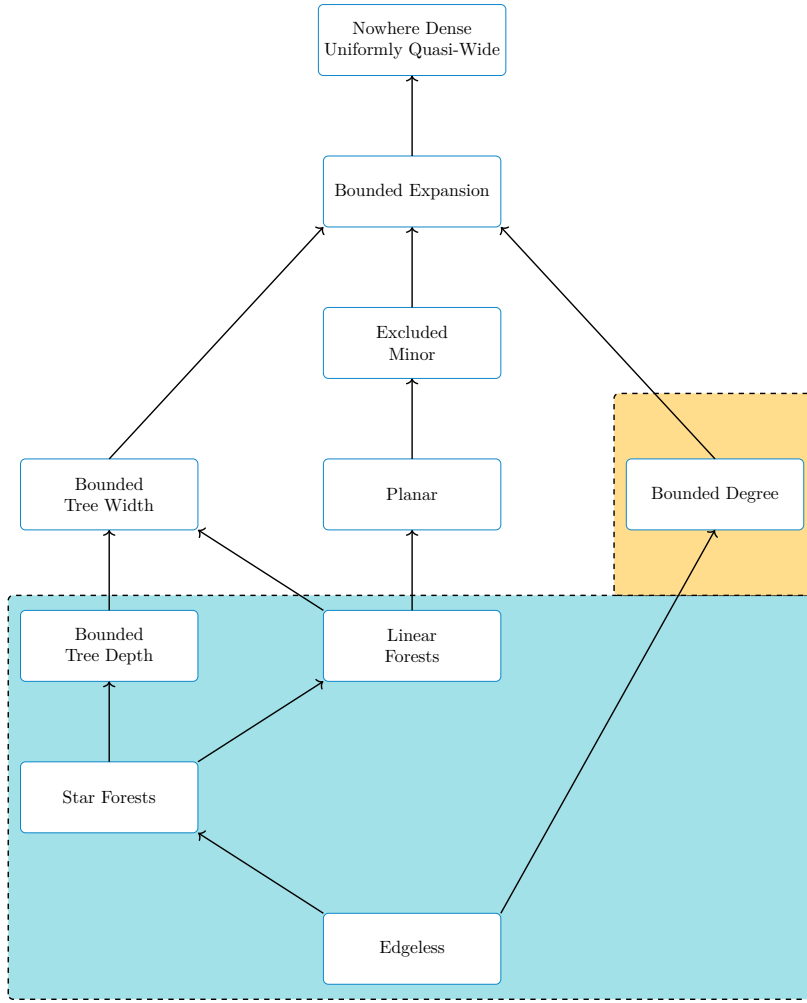 Nowhere Dense
Uniformly Quasi-Wide
Bounded Expansion
Excluded
Minor
Bounded
Tree Width
Planar
Bounded Degree
Bounded
Tree Depth
Linear
Forests
Star Forests
Edgeless